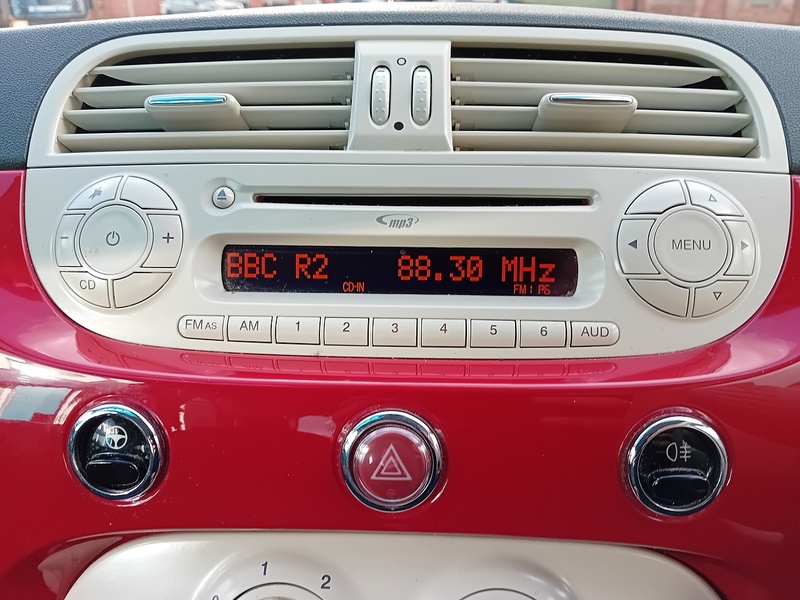 mp3
BBC R2 88.30 MHz
CD-IN FM1 P6
MENU
CD
FM AS AM 1 2 3 4 5 6 AUD
0 1 2